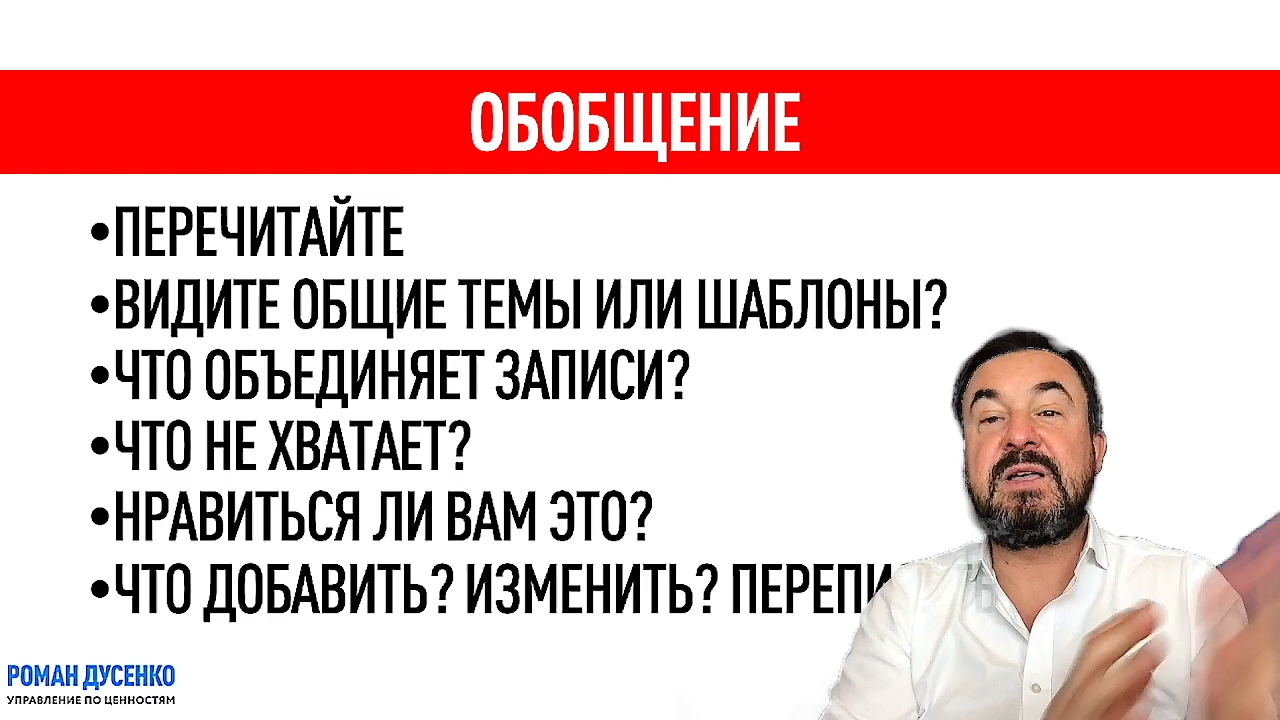 ОБОБЩЕНИЕ
•ПЕРЕЧИТАЙТЕ
•ВИДИТЕ ОБЩИЕ ТЕМЫ ИЛИ ШАБЛОНЫ?
•ЧТО ОБЪЕДИНЯЕТ ЗАПИСИ?
•ЧТО НЕ ХВАТАЕТ?
•НРАВИТЬСЯ ЛИ ВАМ ЭТО?
•ЧТО ДОБАВИТЬ? ИЗМЕНИТЬ?
РОМАН ДУСЕНКО
УПРАВЛЕНИЕ ПО ЦЕННОСТЯМ